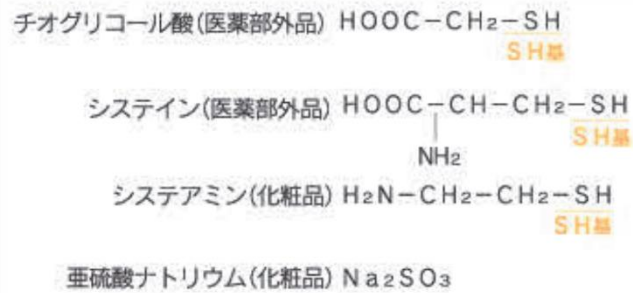 チオグリコール酸(医薬部外品) HOOC-CH2-SH
SH基
システイン(医薬部外品) HOOC-CH-CH2-SH
SH基
NH2
システアミン(化粧品) H2N-CH2-CH2-SH
SH基
亜硫酸ナトリウム(化粧品) Na2SO3